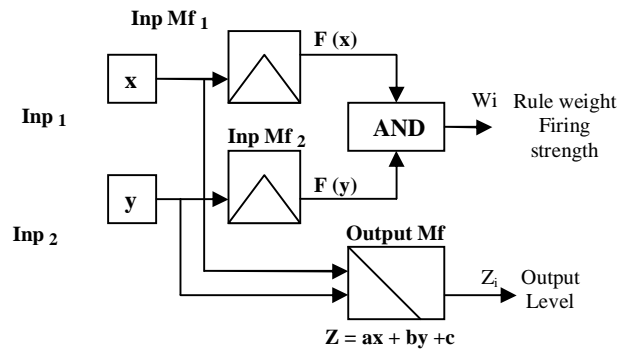 Inp Mf 1
F (x)
x
Inp 1
Wi
Rule weight
Firing
strength
AND
Inp Mf 2
F (y)
y
Inp 2
Output Mf
Zi
Output
Level
Z = ax + by +c